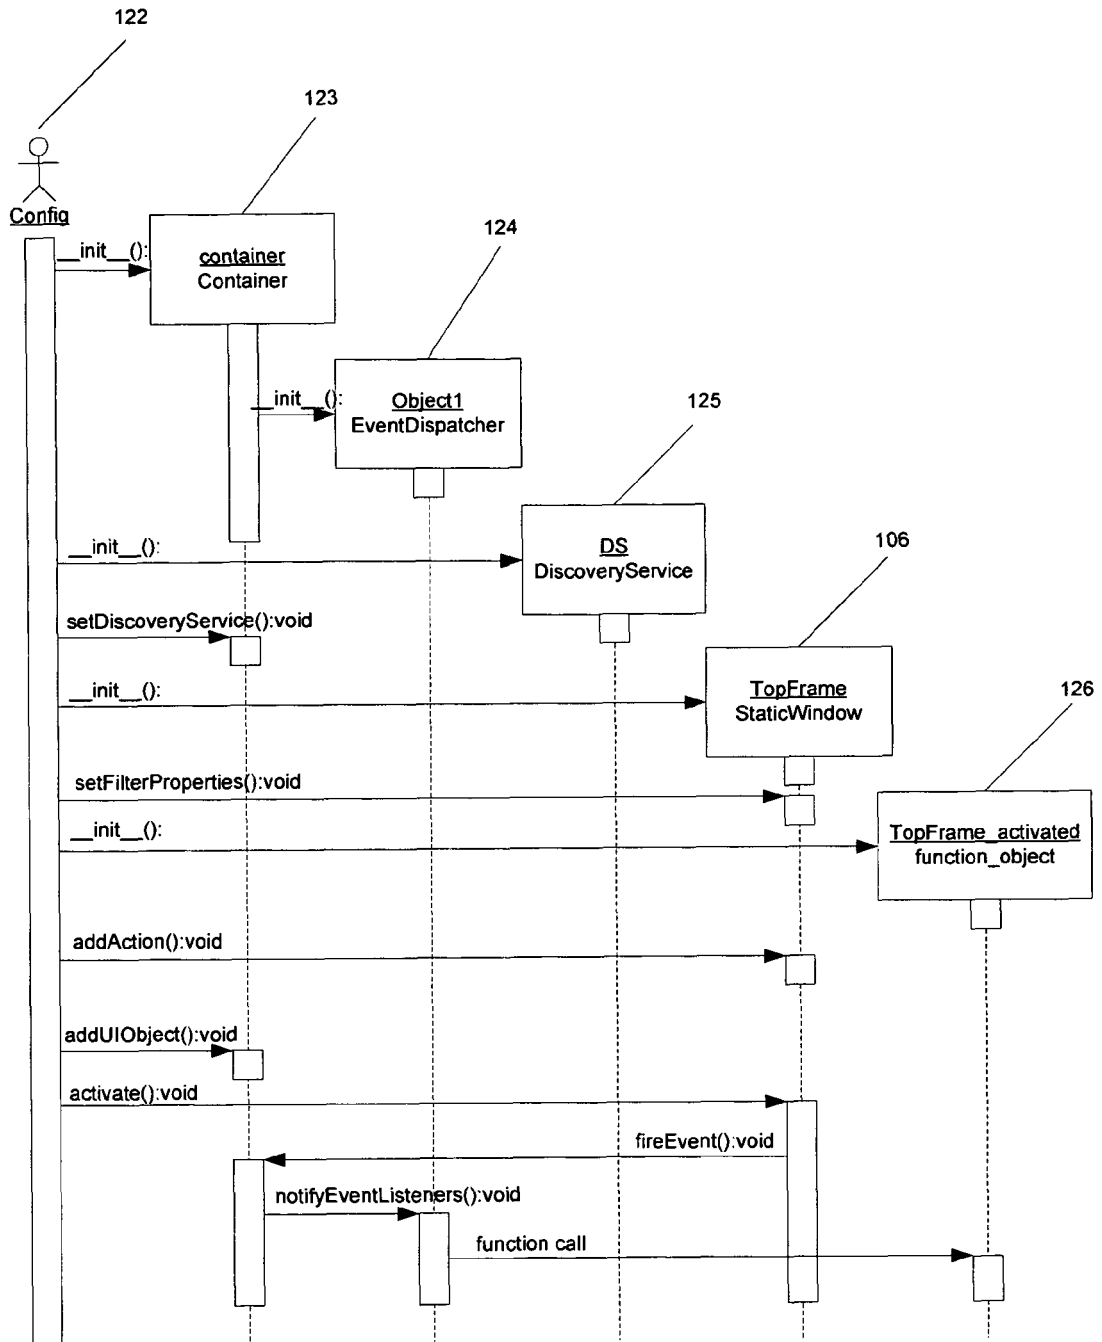 122
123
Config
124
__init__():
container
Container
__init__():
Object1
EventDispatcher
125
__init__():
DS
DiscoveryService
106
setDiscoveryService():void
__init__():
TopFrame
StaticWindow
126
setFilterProperties():void
__init__():
TopFrame_activated
function_object
addAction():void
addUIObject():void
activate():void
fireEvent():void
notifyEventListeners():void
function call